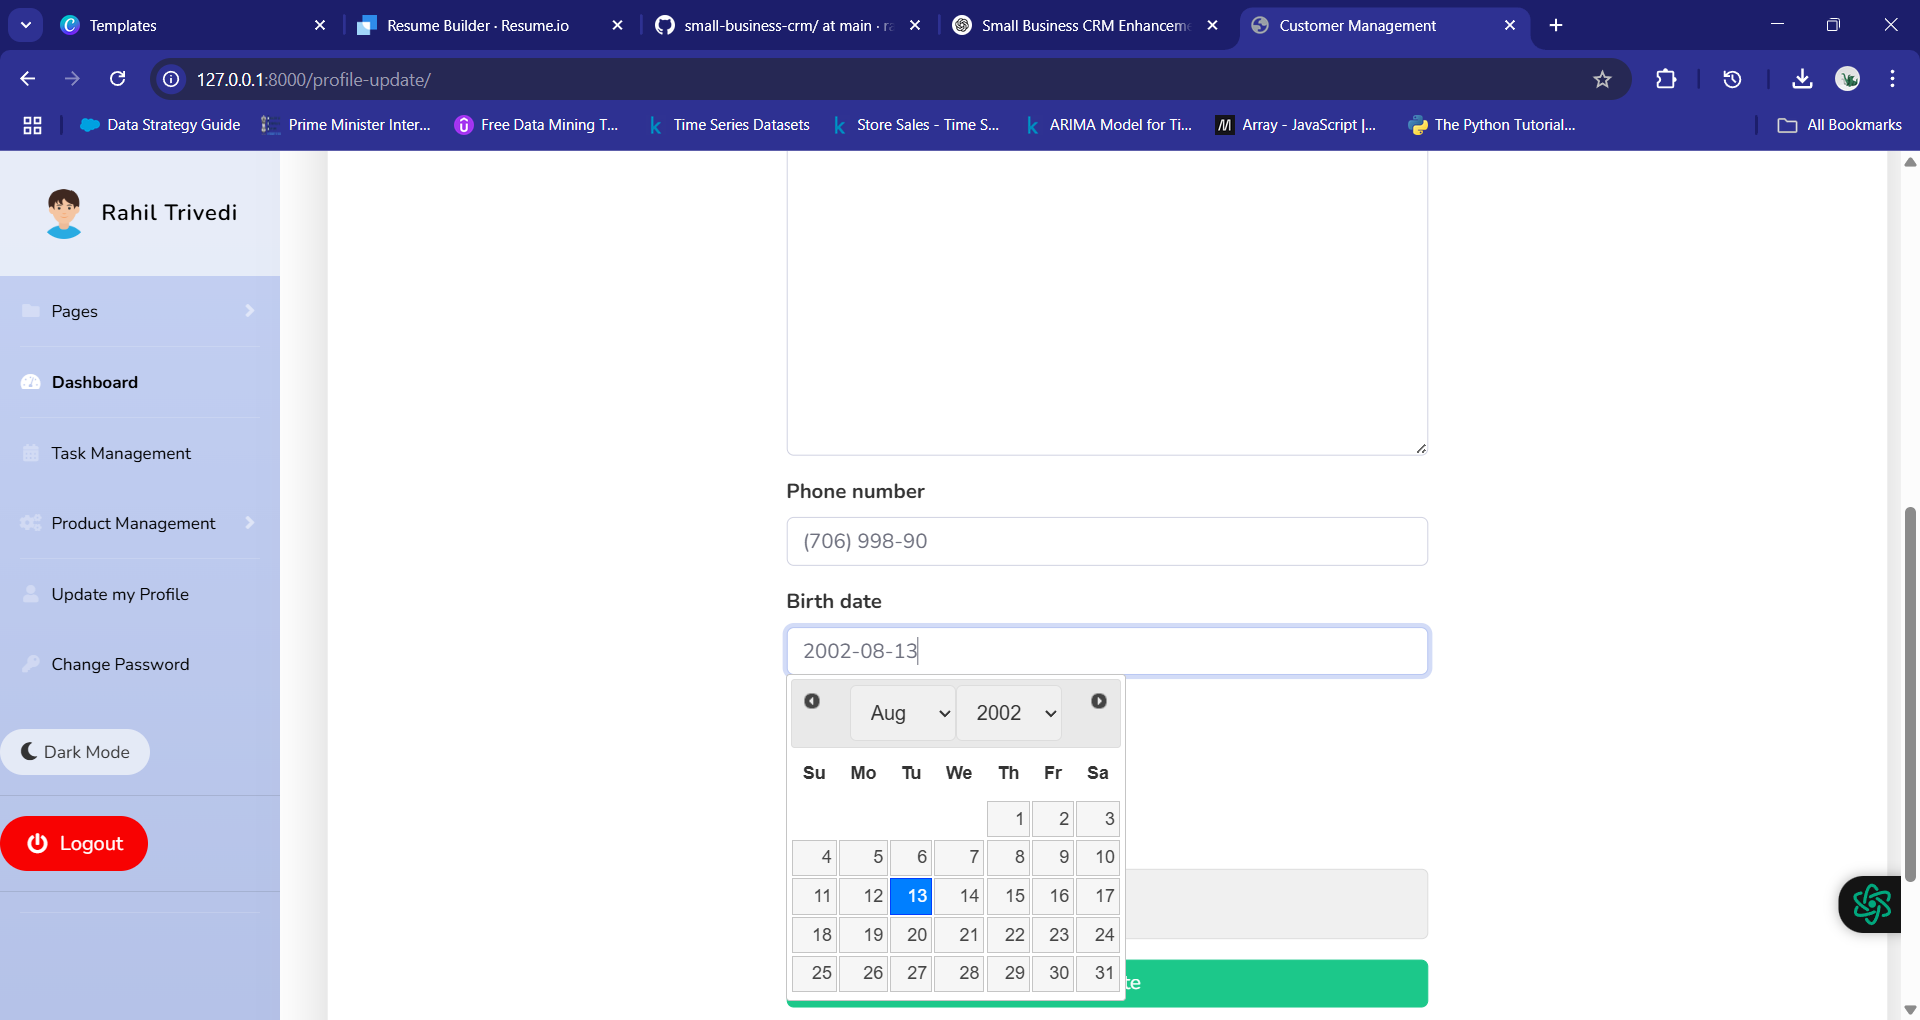 Templates
Resume Builder · Resume.io
small-business-crm/ at main · ra
Small Business CRM Enhanceme
Customer Management
127.0.0.1:8000/profile-update/
Data Strategy Guide
Prime Minister Inter...
Free Data Mining T...
Time Series Datasets
Store Sales - Time S...
ARIMA Model for Ti...
Array - JavaScript |...
The Python Tutorial...
All Bookmarks
Rahil Trivedi
Pages
Dashboard
Task Management
Product Management
Update my Profile
Change Password
Dark Mode
Logout
Phone number
(706) 998-90
Birth date
2002-08-13
Aug 2002
Su Mo Tu We Th Fr Sa
1 2 3
4 5 6 7 8 9 10
11 12 13 14 15 16 17
18 19 20 21 22 23 24
25 26 27 28 29 30 31
te